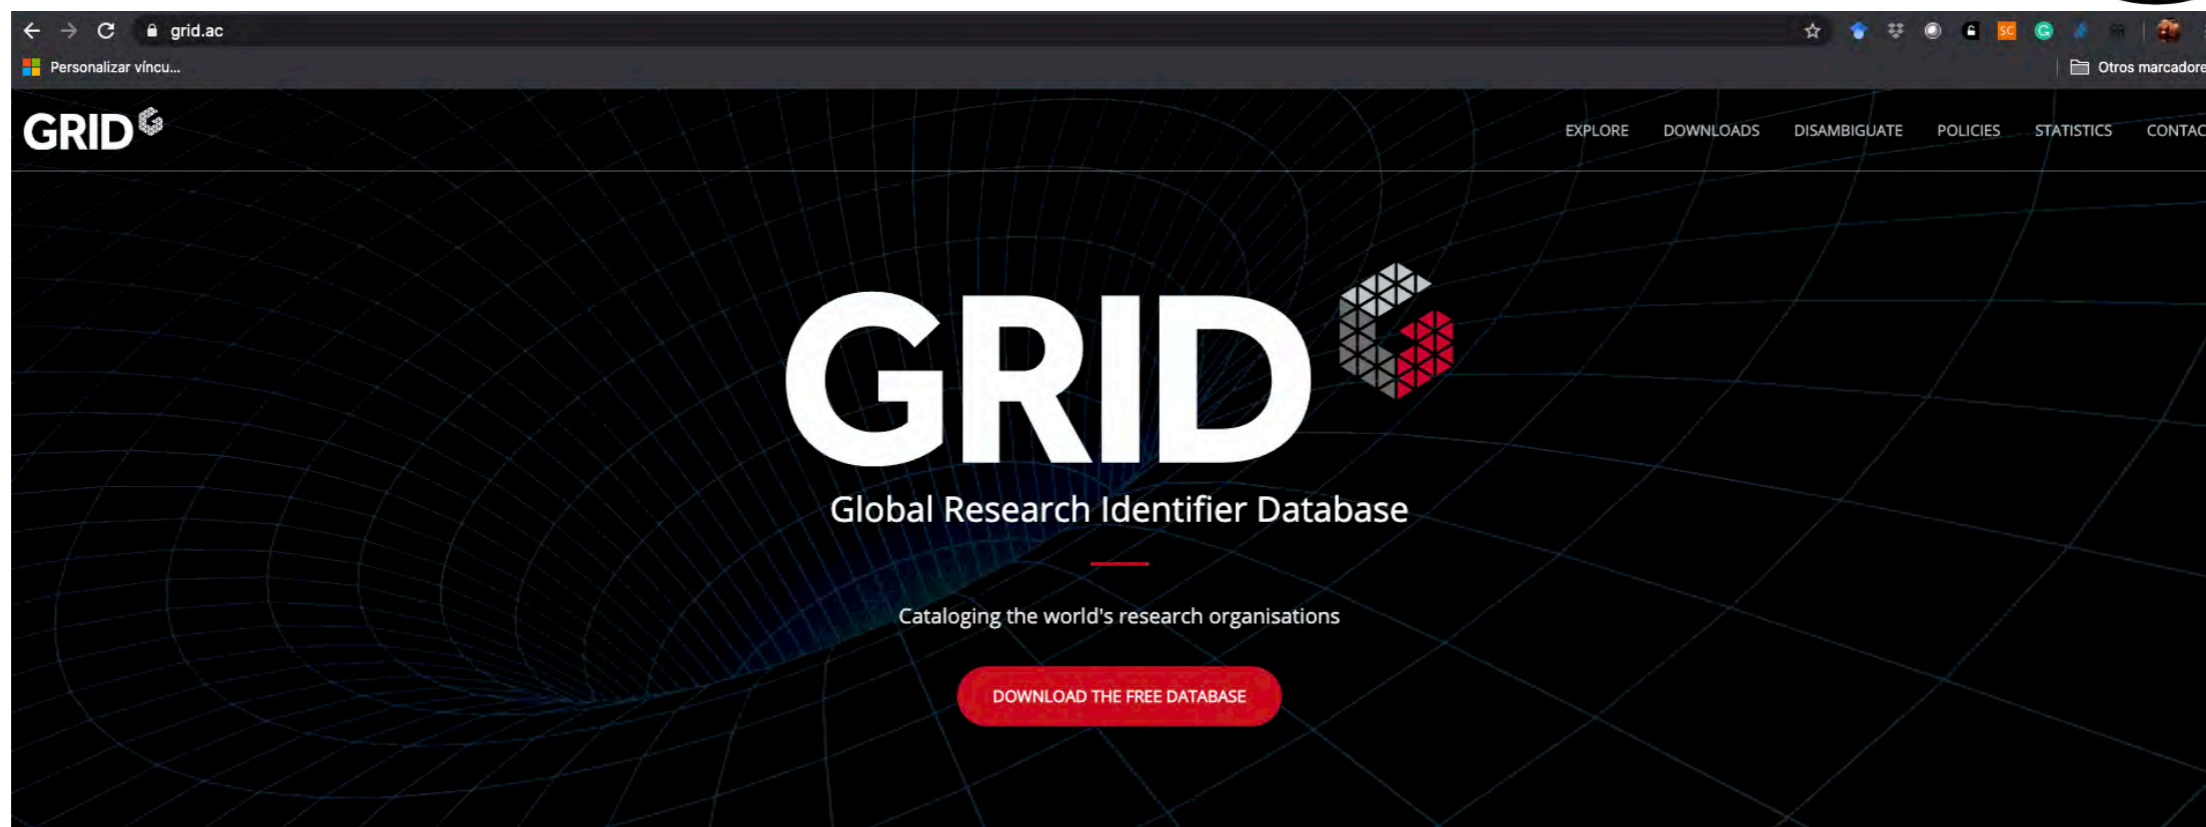 grid.ac
SC
G
Personalizar víncu...
Otros marcadore
GRID
EXPLORE DOWNLOADS DISAMBIGUATE POLICIES STATISTICS CONTAC
GRID
Global Research Identifier Database
Cataloging the world's research organisations
DOWNLOAD THE FREE DATABASE